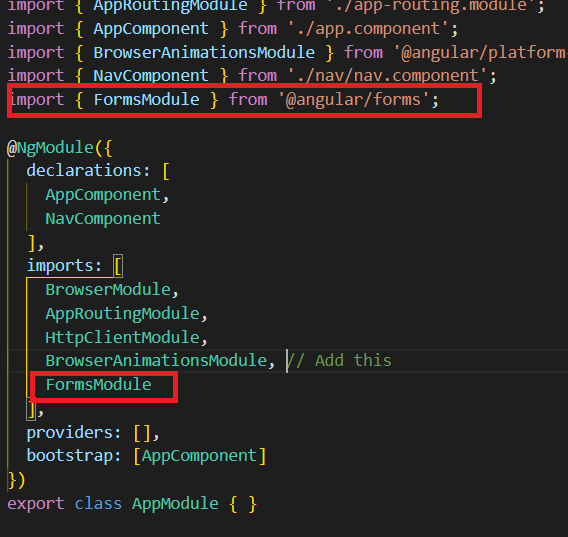 import { AppRoutingModule } from './app-routing.module';
import { AppComponent } from './app.component';
import { BrowserAnimationsModule } from '@angular/platform-
import { NavComponent } from './nav/nav.component';
import { FormsModule } from '@angular/forms';
@NgModule({
declarations: [
AppComponent,
NavComponent
],
imports: [
BrowserModule,
AppRoutingModule,
HttpClientModule,
BrowserAnimationsModule, // Add this
FormsModule
],
providers: [],
bootstrap: [AppComponent]
})
export class AppModule { }